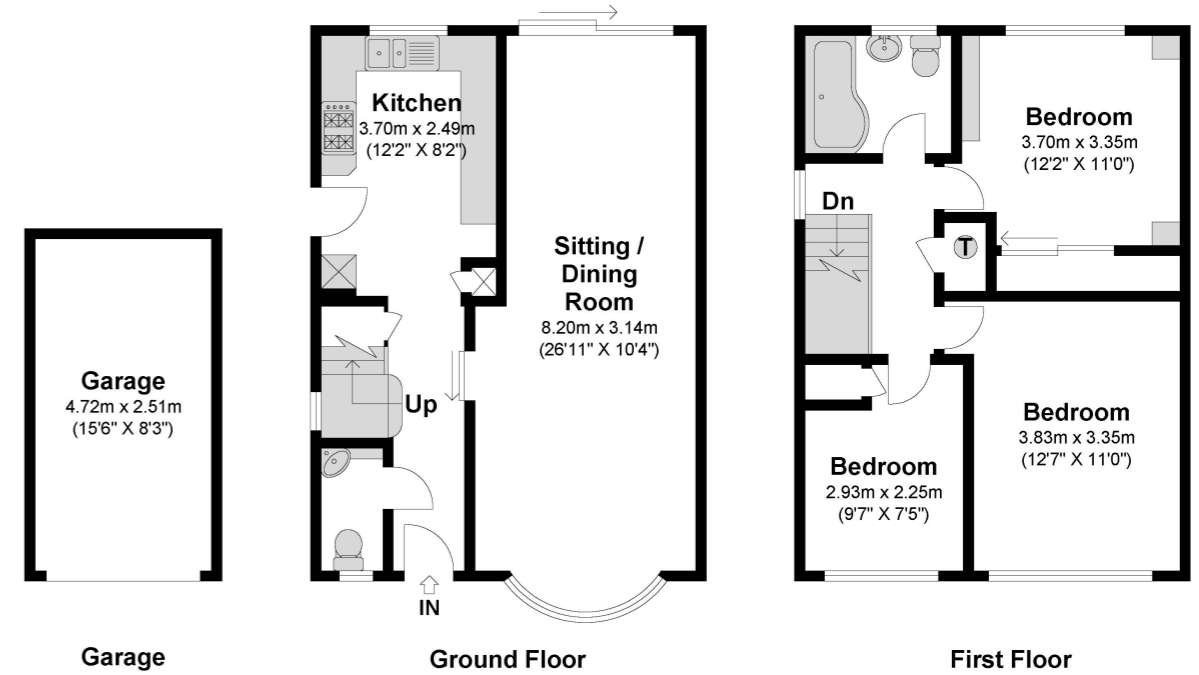 Kitchen
3.70m x 2.49m
(12'2" X 8'2")
Sitting /
Dining
Room
8.20m x 3.14m
(26'11" X 10'4")
Up
IN
Garage
4.72m x 2.51m
(15'6" X 8'3")
Bedroom
3.70m x 3.35m
(12'2" X 11'0")
Dn
T
Bedroom
3.83m x 3.35m
(12'7" X 11'0")
Bedroom
2.93m x 2.25m
(9'7" X 7'5")
Garage
Ground Floor
First Floor